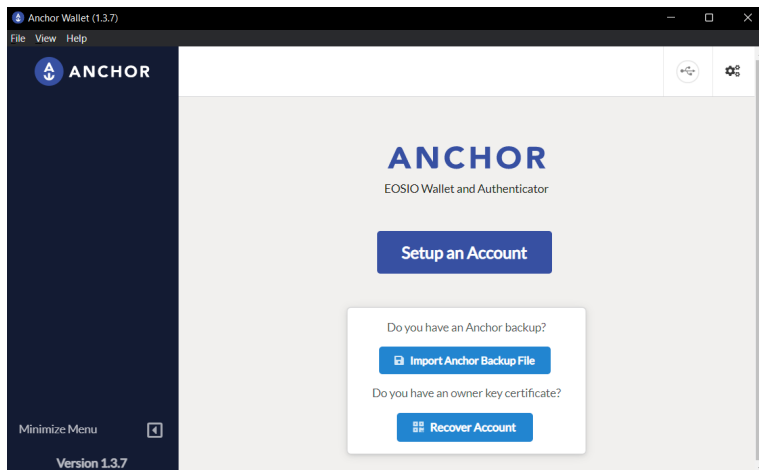 Anchor Wallet (1.3.7)
File View Help
ANCHOR
ANCHOR
EOSIO Wallet and Authenticator
Setup an Account
Do you have an Anchor backup?
Import Anchor Backup File
Do you have an owner key certificate?
Recover Account
Minimize Menu
Version 1.3.7